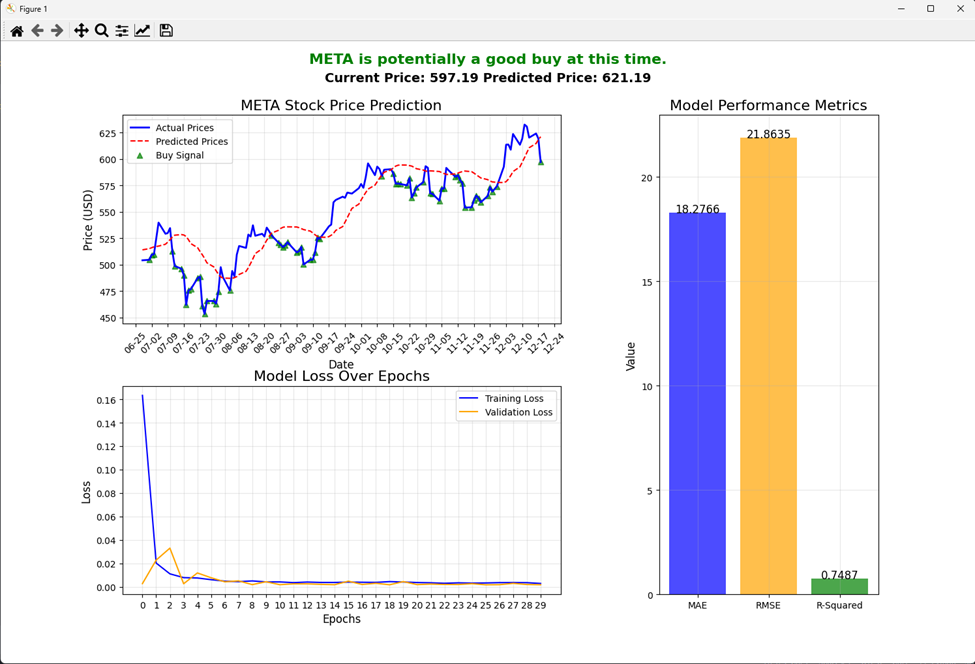 Figure 1
META is potentially a good buy at this time.
Current Price: 597.19 Predicted Price: 621.19
META Stock Price Prediction
Actual Prices
Predicted Prices
Buy Signal
Price (USD)
625
600
575
550
525
500
475
450
06-25 07-02 07-09 07-16 07-23 07-30 08-06 08-13 08-20 08-27 09-03 09-10 09-17 09-24 10-01 10-08 10-15 10-22 10-29 11-05 11-12 11-19 11-26 12-03 12-10 12-17 12-24
Date
Model Loss Over Epochs
Training Loss
Validation Loss
Loss
0.16
0.14
0.12
0.10
0.08
0.06
0.04
0.02
0.00
0 1 2 3 4 5 6 7 8 9 10 11 12 13 14 15 16 17 18 19 20 21 22 23 24 25 26 27 28 29
Epochs
Model Performance Metrics
Value
20
15
10
5
0
18.2766
21.8635
0.7487
MAE RMSE R-Squared